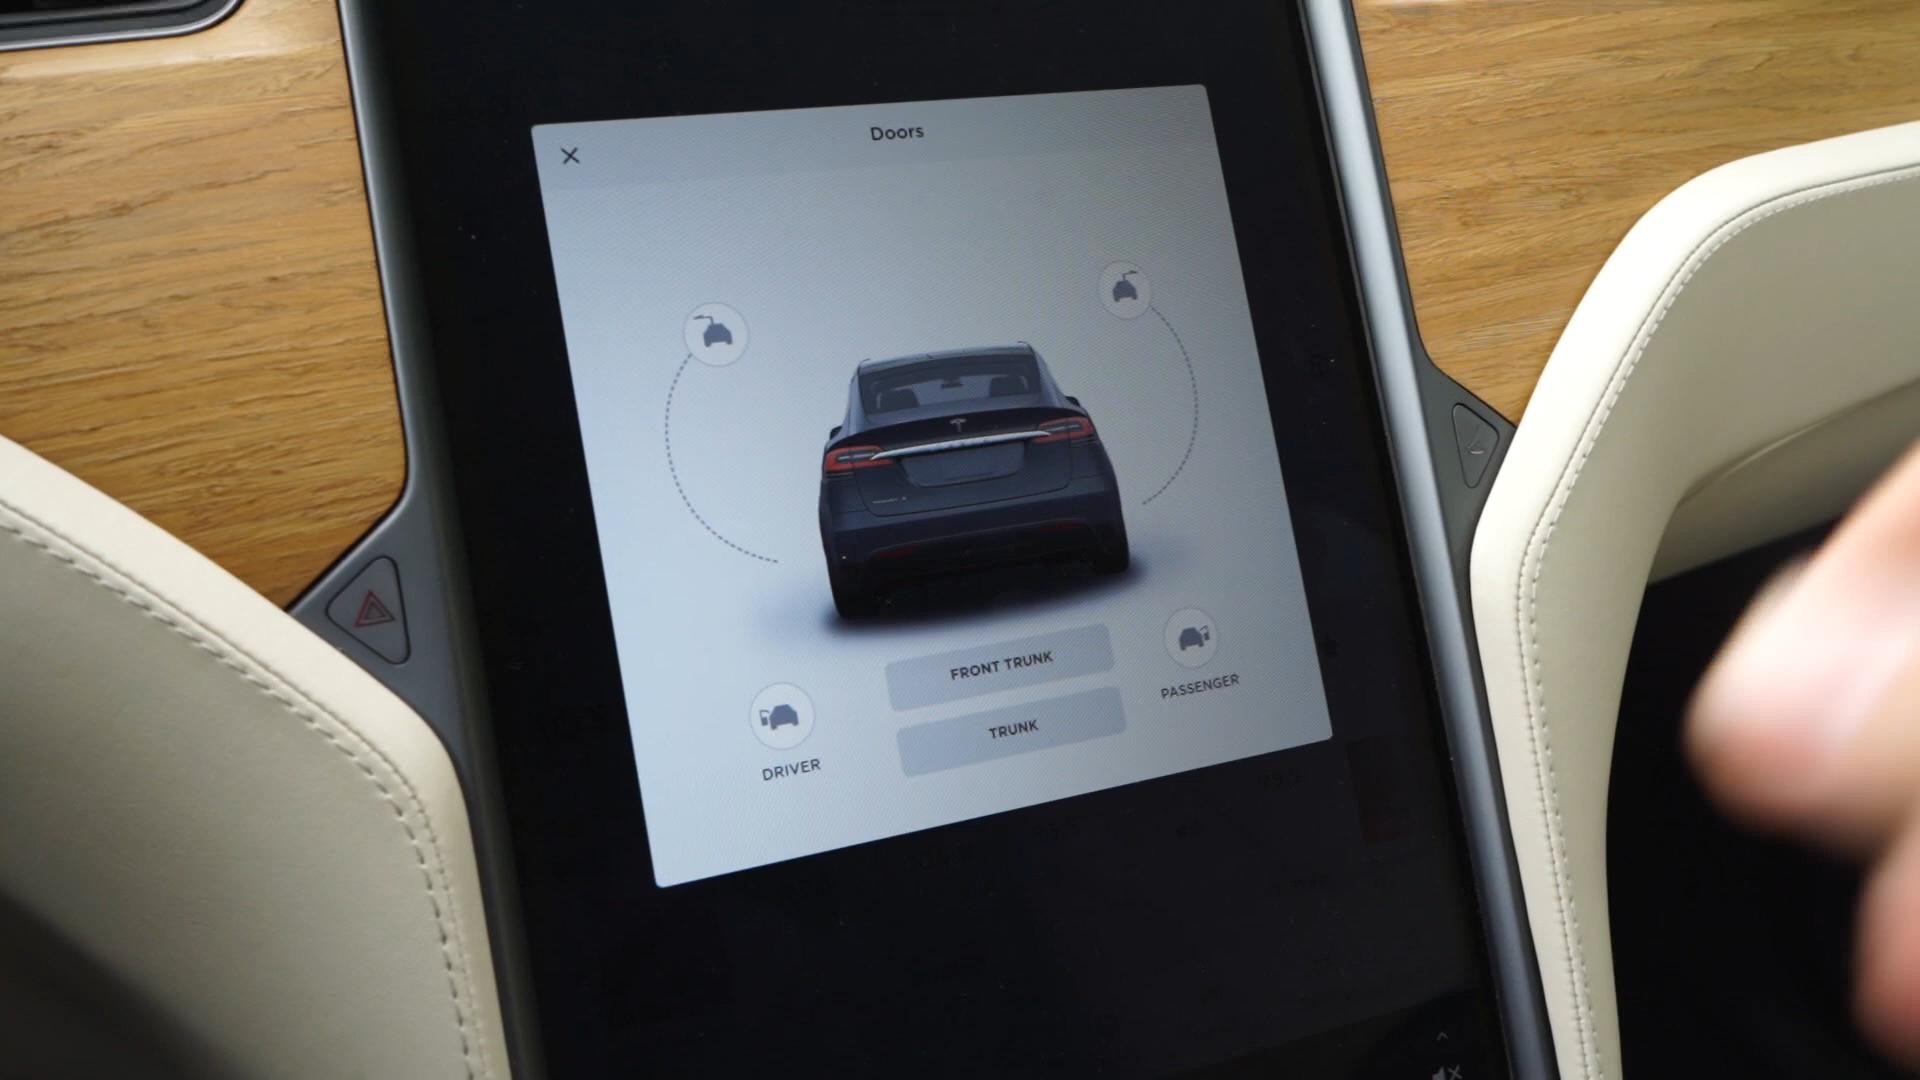 Doors
FRONT TRUNK
TRUNK
DRIVER
PASSENGER